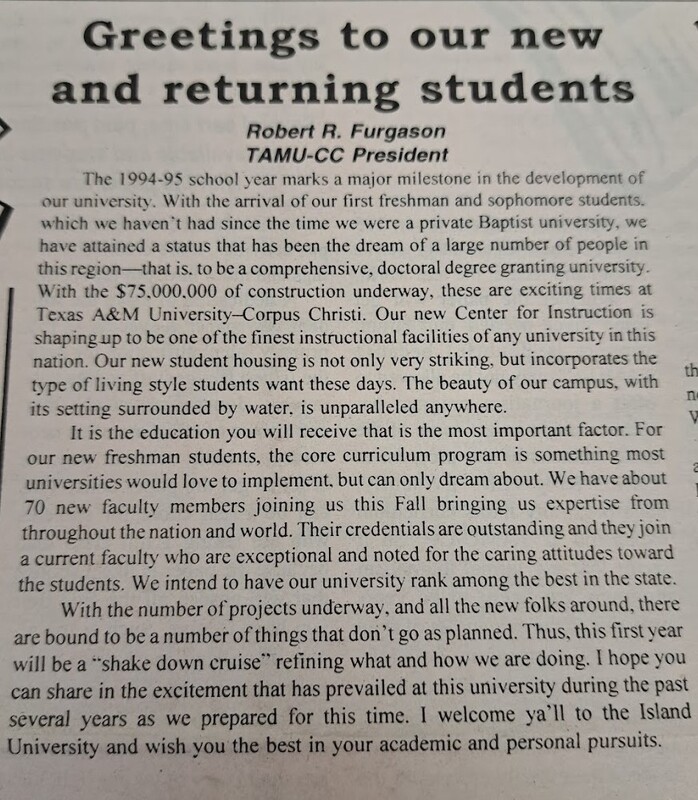 Greetings to our new
and returning students
Robert R. Furgason
TAMU-CC President
The 1994-95 school year marks a major milestone in the development of
our university. With the arrival of our first freshman and sophomore students,
which we haven't had since the time we were a private Baptist university, we
have attained a status that has been the dream of a large number of people in
this region—that is, to be a comprehensive, doctoral degree granting university.
With the $75,000,000 of construction underway, these are exciting times at
Texas A&M University–Corpus Christi. Our new Center for Instruction is
shaping up to be one of the finest instructional facilities of any university in this
nation. Our new student housing is not only very striking, but incorporates the
type of living style students want these days. The beauty of our campus, with
its setting surrounded by water, is unparalleled anywhere.
It is the education you will receive that is the most important factor. For
our new freshman students, the core curriculum program is something most
universities would love to implement, but can only dream about. We have about
70 new faculty members joining us this Fall bringing us expertise from
throughout the nation and world. Their credentials are outstanding and they join
a current faculty who are exceptional and noted for the caring attitudes toward
the students. We intend to have our university rank among the best in the state.
With the number of projects underway, and all the new folks around, there
are bound to be a number of things that don't go as planned. Thus, this first year
will be a "shake down cruise" refining what and how we are doing. I hope you
can share in the excitement that has prevailed at this university during the past
several years as we prepared for this time. I welcome ya'll to the Island
University and wish you the best in your academic and personal pursuits.